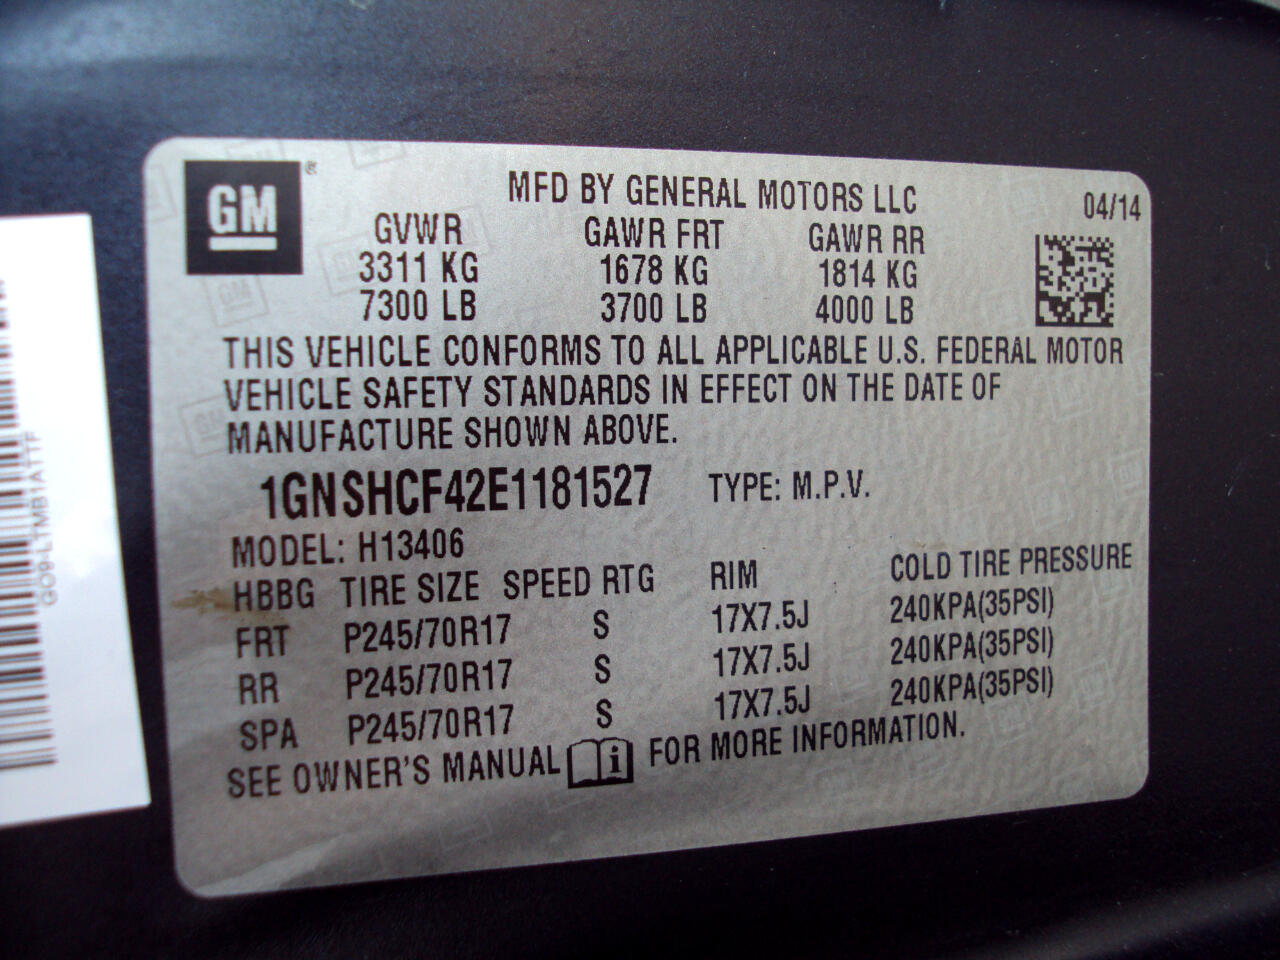 GM
®
MFD BY GENERAL MOTORS LLC
04/14
GVWR GAWR FRT GAWR RR
3311 KG 1678 KG 1814 KG
7300 LB 3700 LB 4000 LB
THIS VEHICLE CONFORMS TO ALL APPLICABLE U.S. FEDERAL MOTOR
VEHICLE SAFETY STANDARDS IN EFFECT ON THE DATE OF
MANUFACTURE SHOWN ABOVE.
1GNSHCF42E1181527 TYPE: M.P.V.
MODEL: H13406
HBBG TIRE SIZE SPEED RTG RIM COLD TIRE PRESSURE
FRT P245/70R17 S 17X7.5J 240KPA(35PSI)
RR P245/70R17 S 17X7.5J 240KPA(35PSI)
SPA P245/70R17 S 17X7.5J 240KPA(35PSI)
SEE OWNER'S MANUAL i FOR MORE INFORMATION.